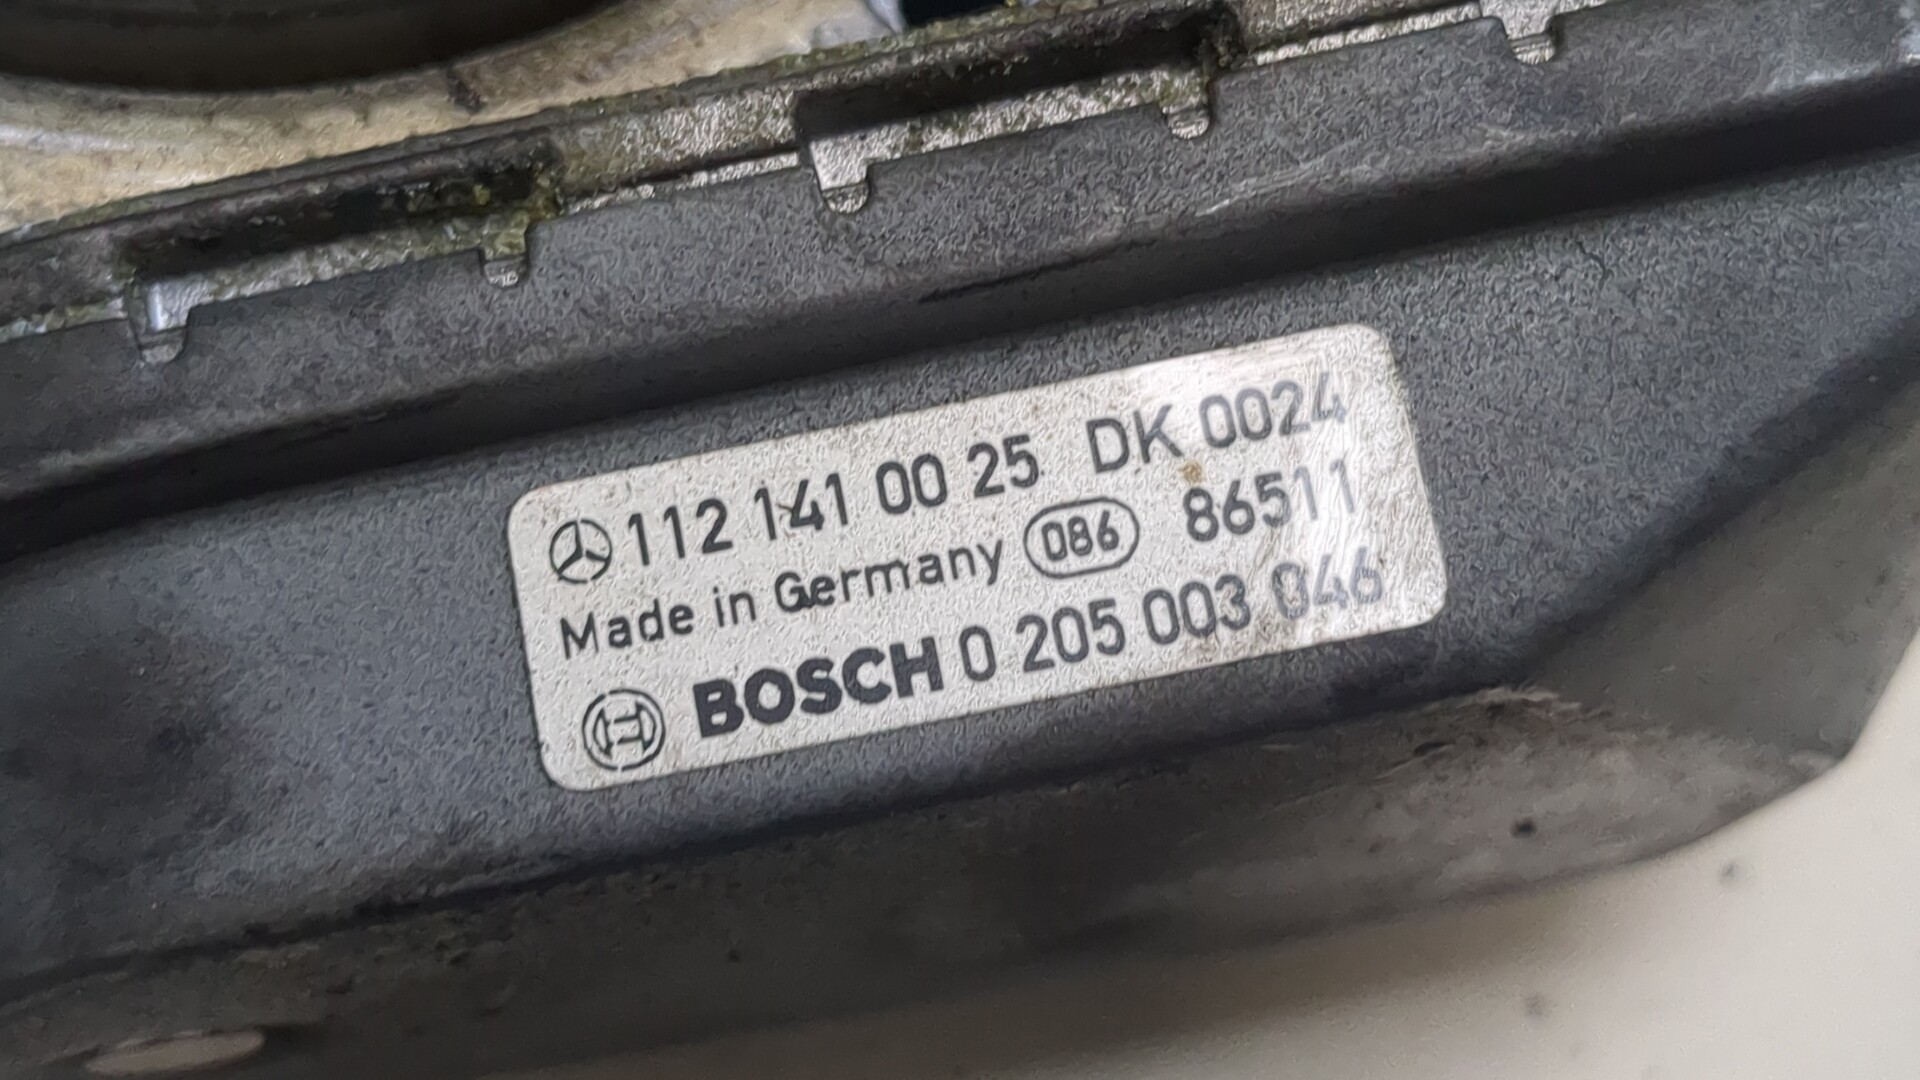 112 141 00 25 DK 0024
Made in Germany 086 86511
BOSCH 0 205 003 046